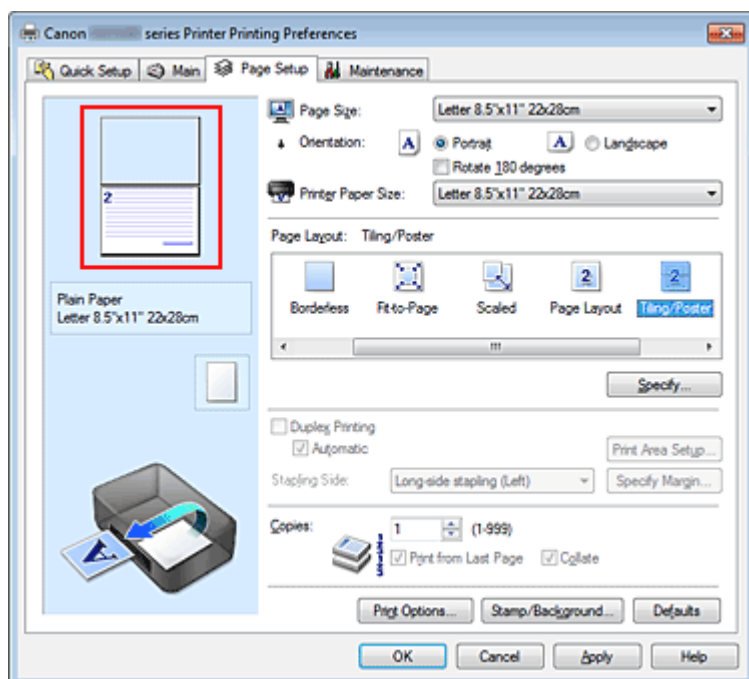 Canon series Printer Printing Preferences
Quick Setup Main Page Setup Maintenance
Page Size: Letter 8.5"x11" 22x28cm
Orientation: A Portrait A Landscape
Rotate 180 degrees
Printer Paper Size: Letter 8.5"x11" 22x28cm
2
Plain Paper
Letter 8.5"x11" 22x28cm
Page Layout: Tiling/Poster
2 2
Borderless Fit-to-Page Scaled Page Layout Tiling/Poster
Specify...
Duplex Printing
Automatic
Print Area Setup...
Stapling Side: Long-side stapling (Left) Specify Margin...
Copies: 1 (1-999)
Print from Last Page Collate
A
Print Options... Stamp/Background... Defaults
OK Cancel Apply Help